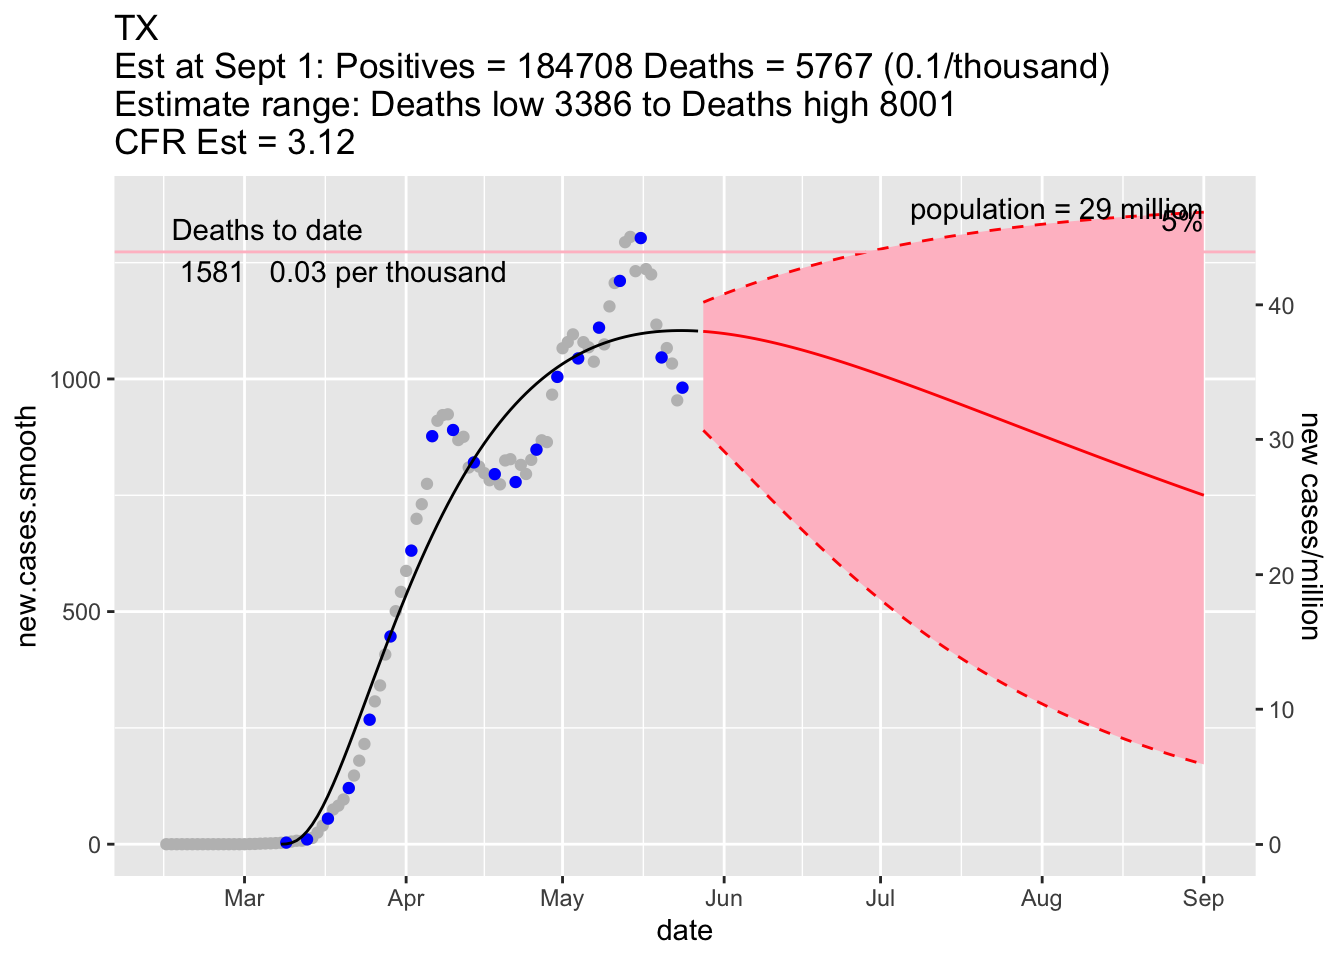 TX
Est at Sept 1: Positives = 184708 Deaths = 5767 (0.1/thousand)
Estimate range: Deaths low 3386 to Deaths high 8001
CFR Est = 3.12
population = 29 million
5%
Deaths to date
1581 0.03 per thousand
1000
500
0
new.cases.smooth
40
30
20
10
0
new cases/million
Mar Apr May Jun Jul Aug Sep
date